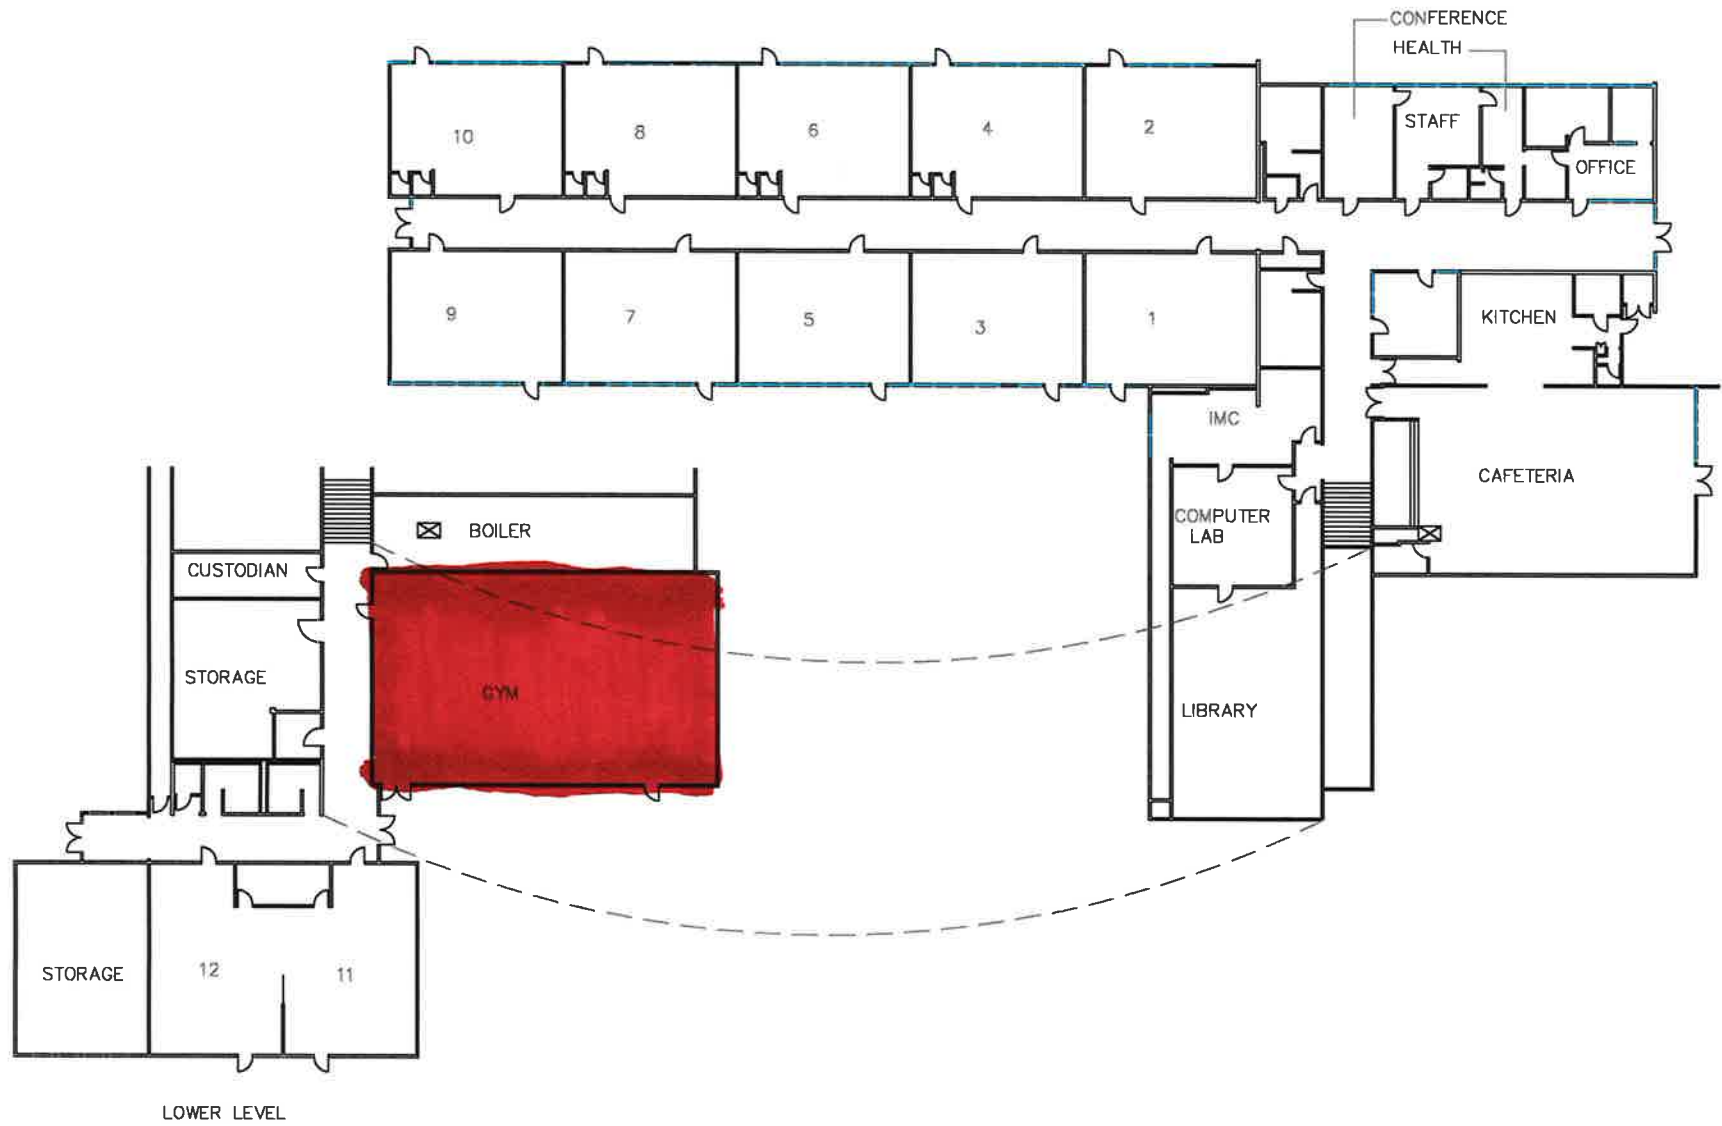 CONFERENCE
HEALTH
10
8
6
4
2
STAFF
OFFICE
9
7
5
3
1
KITCHEN
IMC
CAFETERIA
COMPUTER
LAB
BOILER
CUSTODIAN
STORAGE
GYM
LIBRARY
STORAGE
12
11
LOWER LEVEL